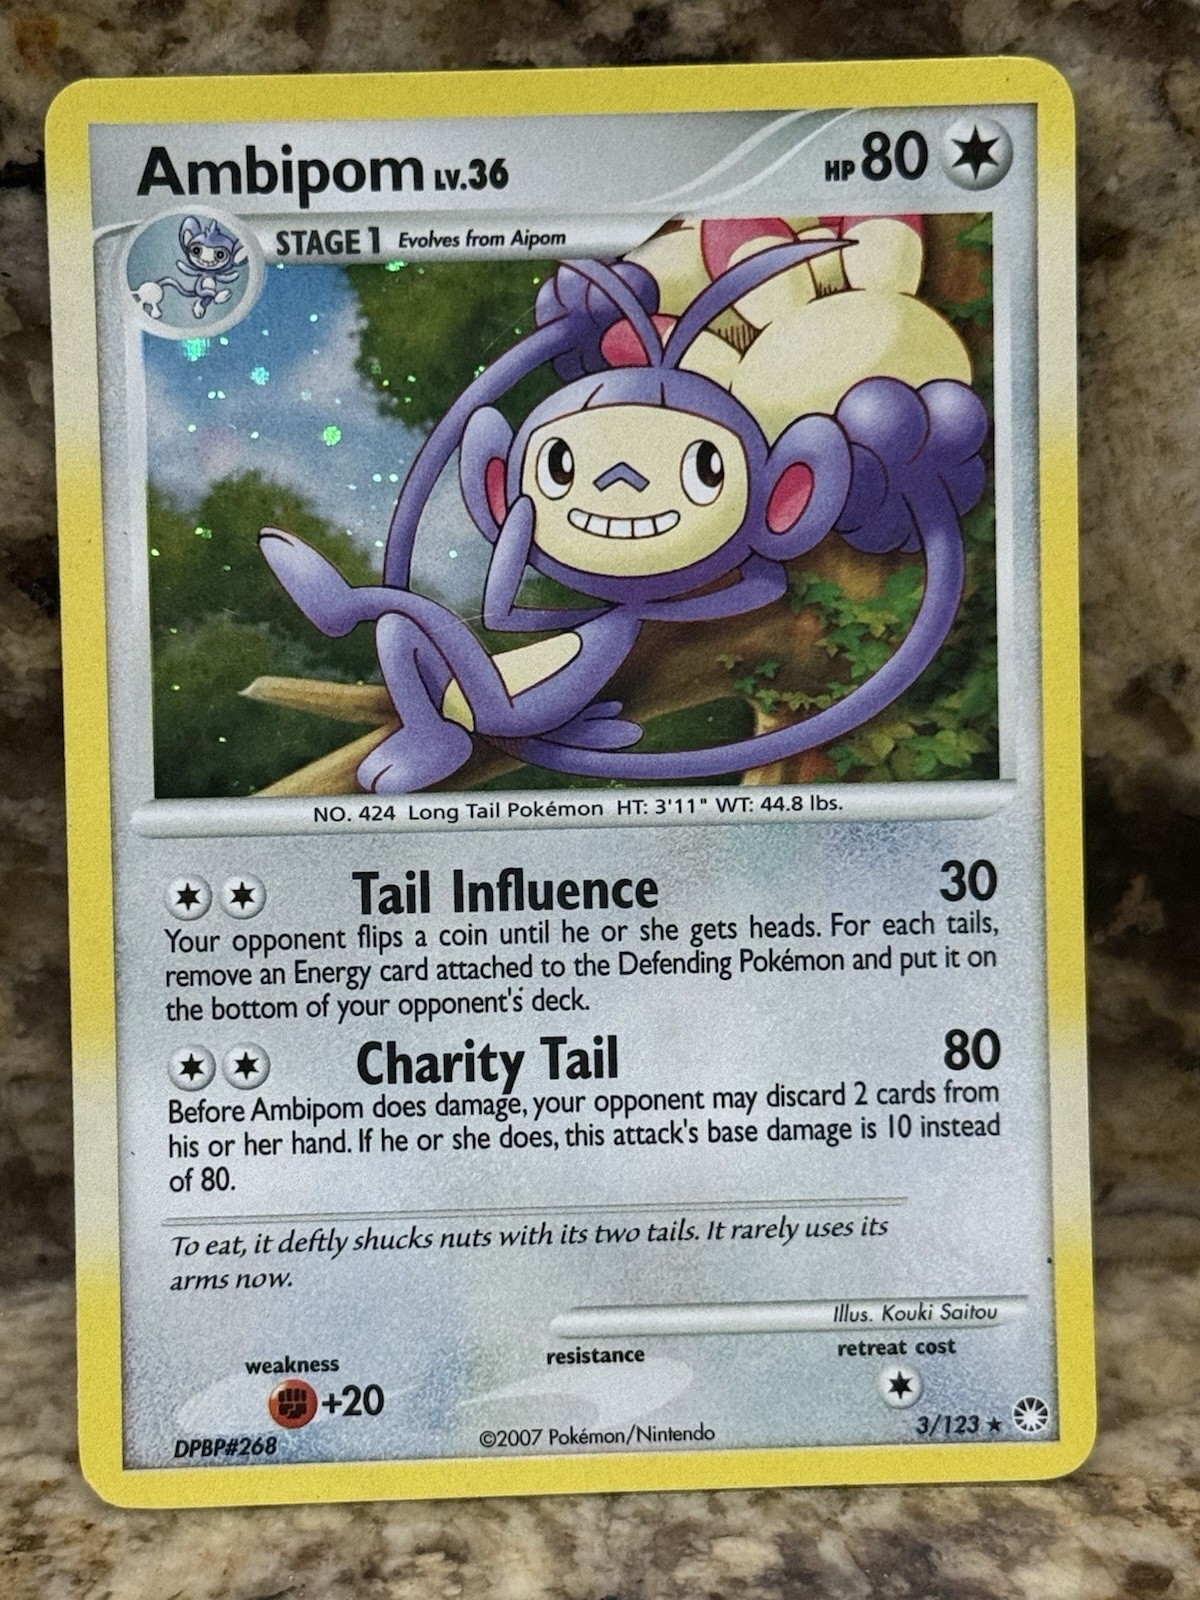 Ambipom LV.36 HP 80
STAGE 1 Evolves from Aipom
NO. 424 Long Tail Pokémon HT: 3'11" WT: 44.8 lbs.
Tail Influence 30
Your opponent flips a coin until he or she gets heads. For each tails,
remove an Energy card attached to the Defending Pokémon and put it on
the bottom of your opponent's deck.
Charity Tail 80
Before Ambipom does damage, your opponent may discard 2 cards from
his or her hand. If he or she does, this attack's base damage is 10 instead
of 80.
To eat, it deftly shucks nuts with its two tails. It rarely uses its
arms now.
Illus. Kouki Saitou
weakness resistance retreat cost
+20
DPBP#268 ©2007 Pokémon/Nintendo 3/123 ★